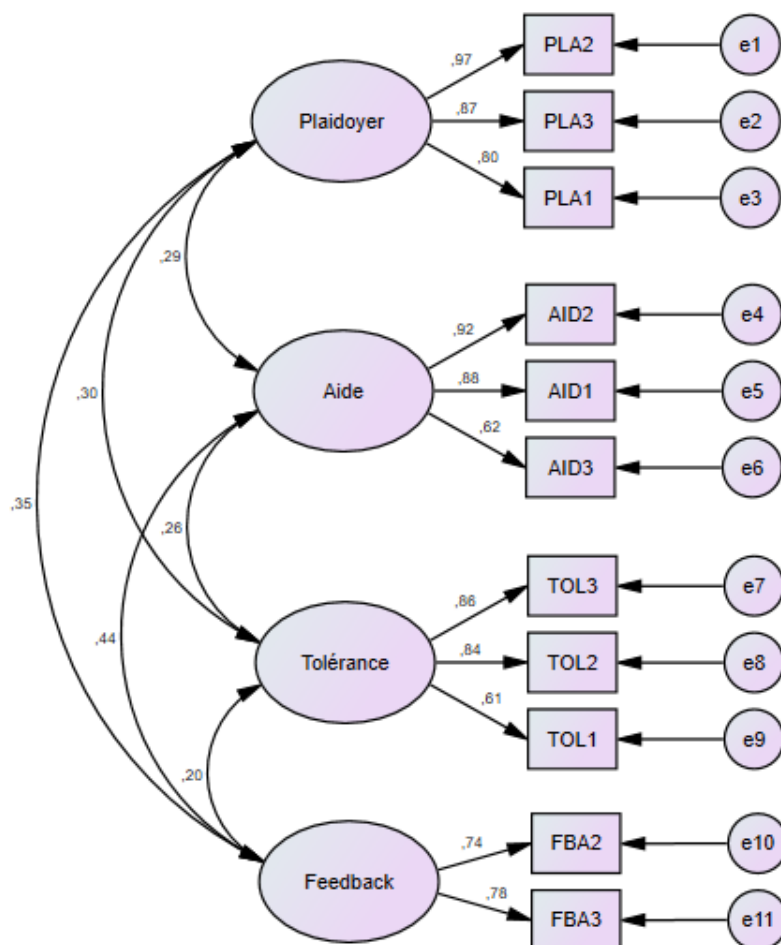 PLA2
e1
,97
Plaidoyer
,87
PLA3
e2
,80
PLA1
e3
,29
AID2
e4
,92
Aide
,88
AID1
e5
,30
,62
AID3
e6
,35
,26
TOL3
e7
,86
,44
Tolérance
,84
TOL2
e8
,61
TOL1
e9
,20
FBA2
e10
,74
Feedback
,78
FBA3
e11